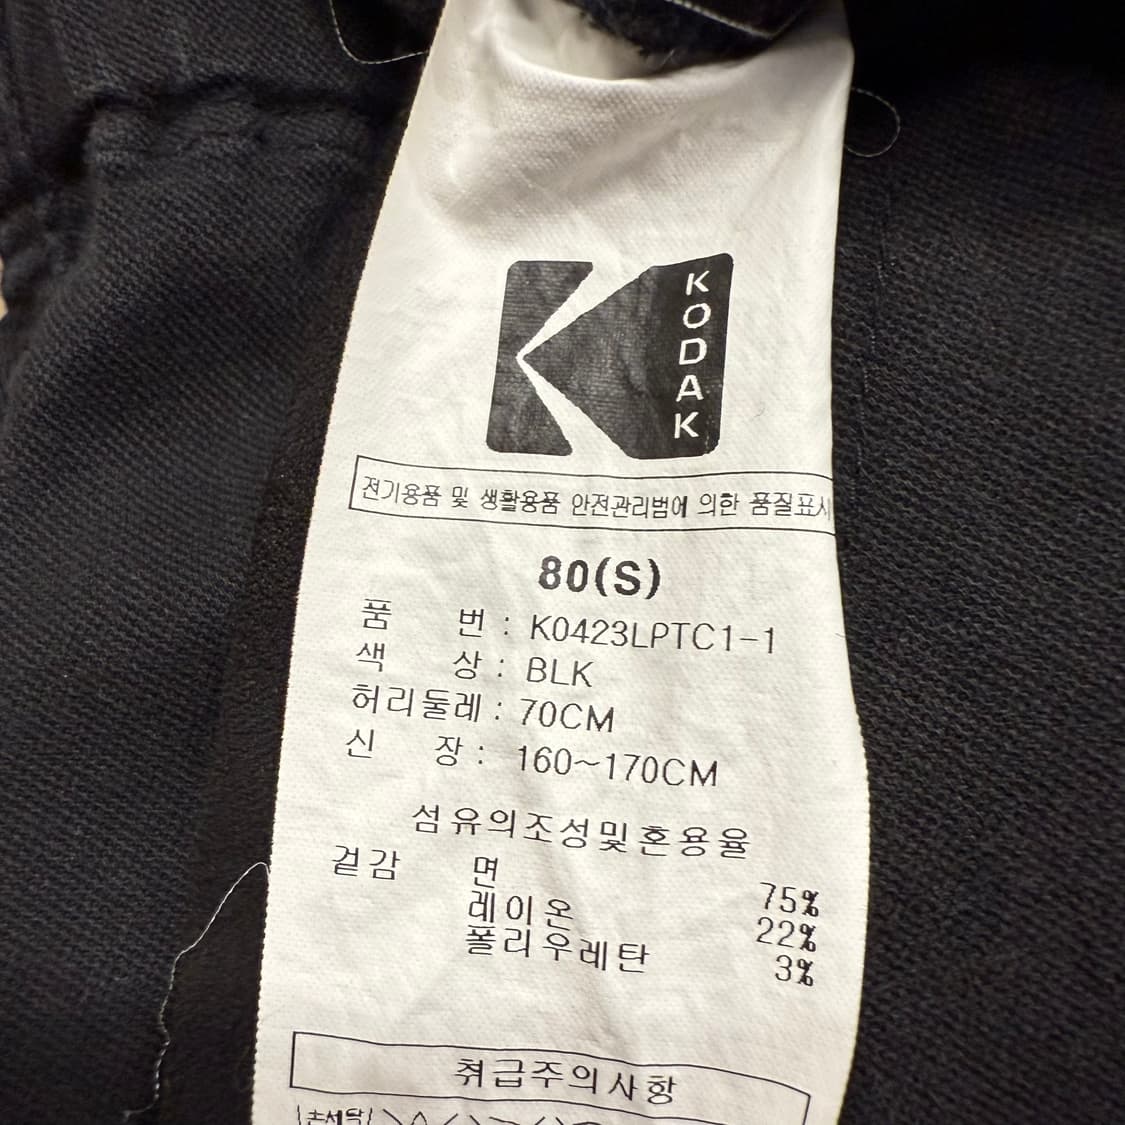 KODAK
전기용품 및 생활용품 안전관리법에 의한 품질표시
80(S)
품 번 : K0423LPTC1-1
색 상 : BLK
허리둘레 : 70CM
신 장 : 160~170CM
섬유의조성및혼용율
겉감 면 75%
레이온 22%
폴리우레탄 3%
취급주의사항
손세탁